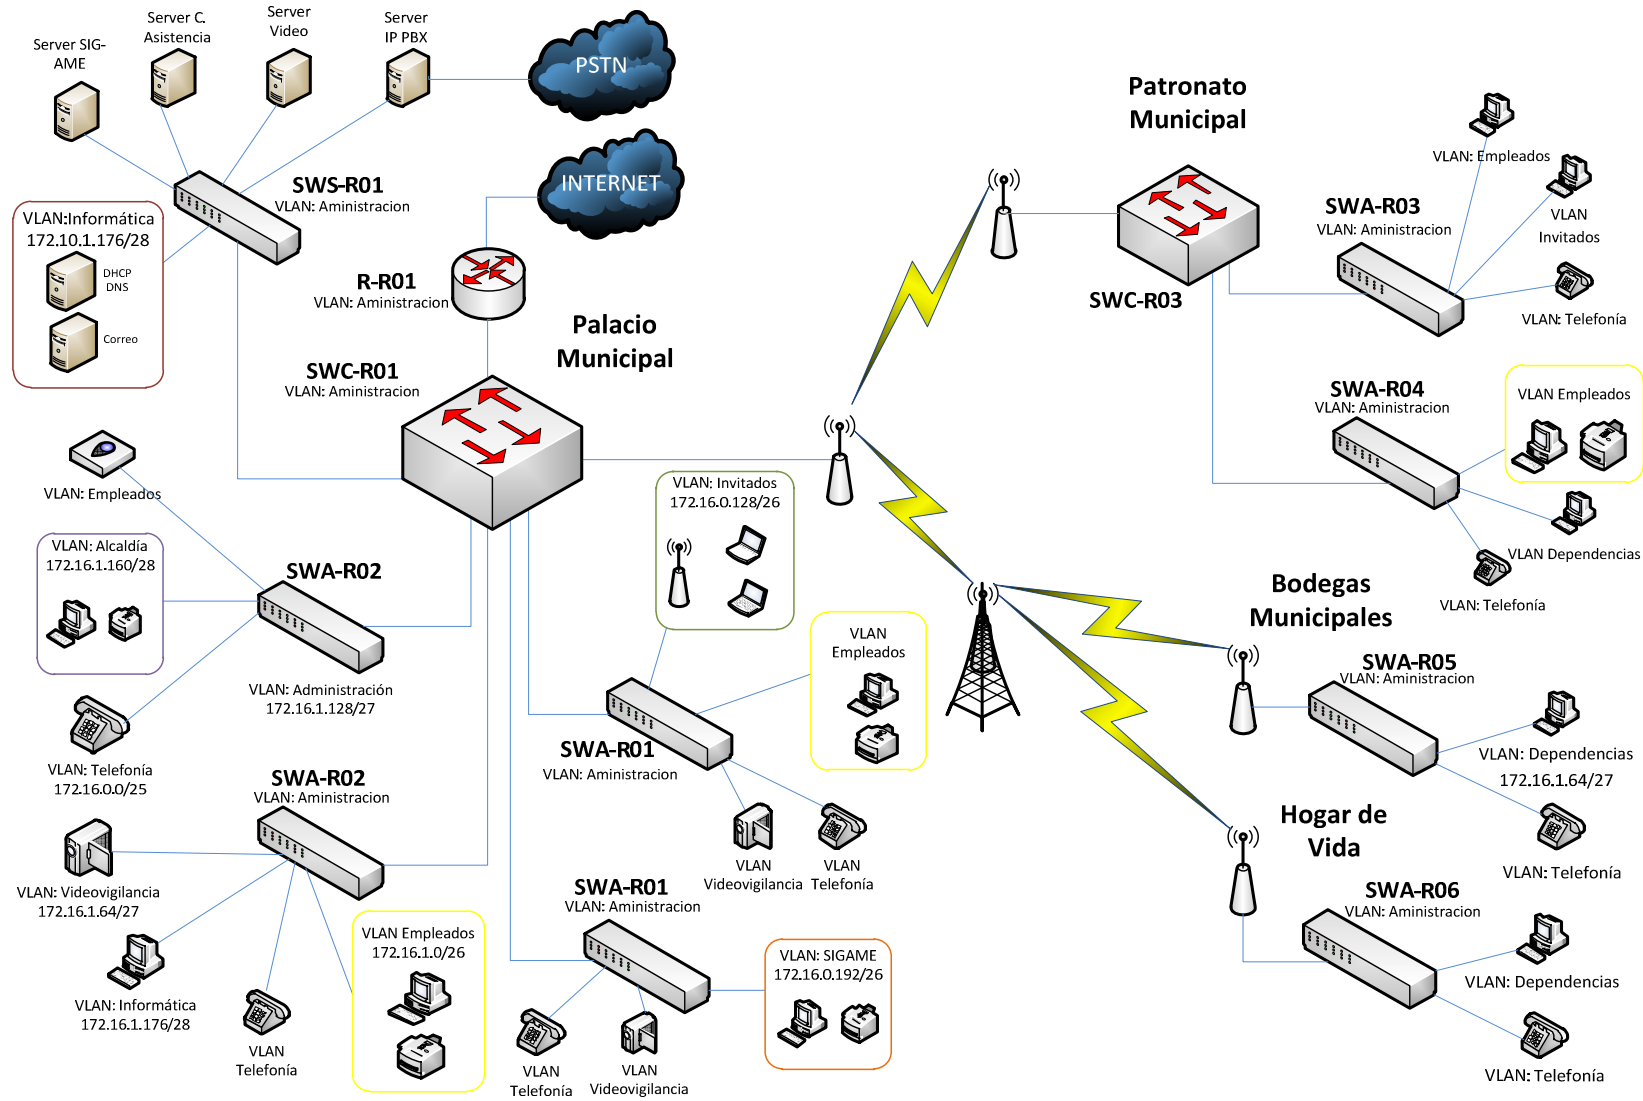 Server SIG-
AME
Server C.
Asistencia
Server
Video
Server
IP PBX
PSTN
INTERNET
SWS-R01
VLAN: Aministracion
VLAN:Informática
172.10.1.176/28
DHCP
DNS
Correo
R-R01
VLAN: Aministracion
Palacio
Municipal
SWC-R01
VLAN: Aministracion
VLAN: Empleados
VLAN: Alcaldía
172.16.1.160/28
SWA-R02
VLAN: Administración
172.16.1.128/27
VLAN: Telefonía
172.16.0.0/25
SWA-R02
VLAN: Aministracion
VLAN: Videovigilancia
172.16.1.64/27
VLAN: Informática
172.16.1.176/28
VLAN
Telefonía
VLAN Empleados
172.16.1.0/26
VLAN: Invitados
172.16.0.128/26
SWA-R01
VLAN: Aministracion
VLAN
Empleados
VLAN
Videovigilancia
VLAN
Telefonía
SWA-R01
VLAN: Aministracion
VLAN: SIGAME
172.16.0.192/26
VLAN
Telefonía
VLAN
Videovigilancia
Patronato
Municipal
SWC-R03
SWA-R03
VLAN: Aministracion
VLAN: Empleados
VLAN
Invitados
VLAN: Telefonía
SWA-R04
VLAN: Aministracion
VLAN Empleados
VLAN Dependencias
VLAN: Telefonía
Bodegas
Municipales
SWA-R05
VLAN: Aministracion
VLAN: Dependencias
172.16.1.64/27
VLAN: Telefonía
Hogar de
Vida
SWA-R06
VLAN: Aministracion
VLAN: Dependencias
VLAN: Telefonía